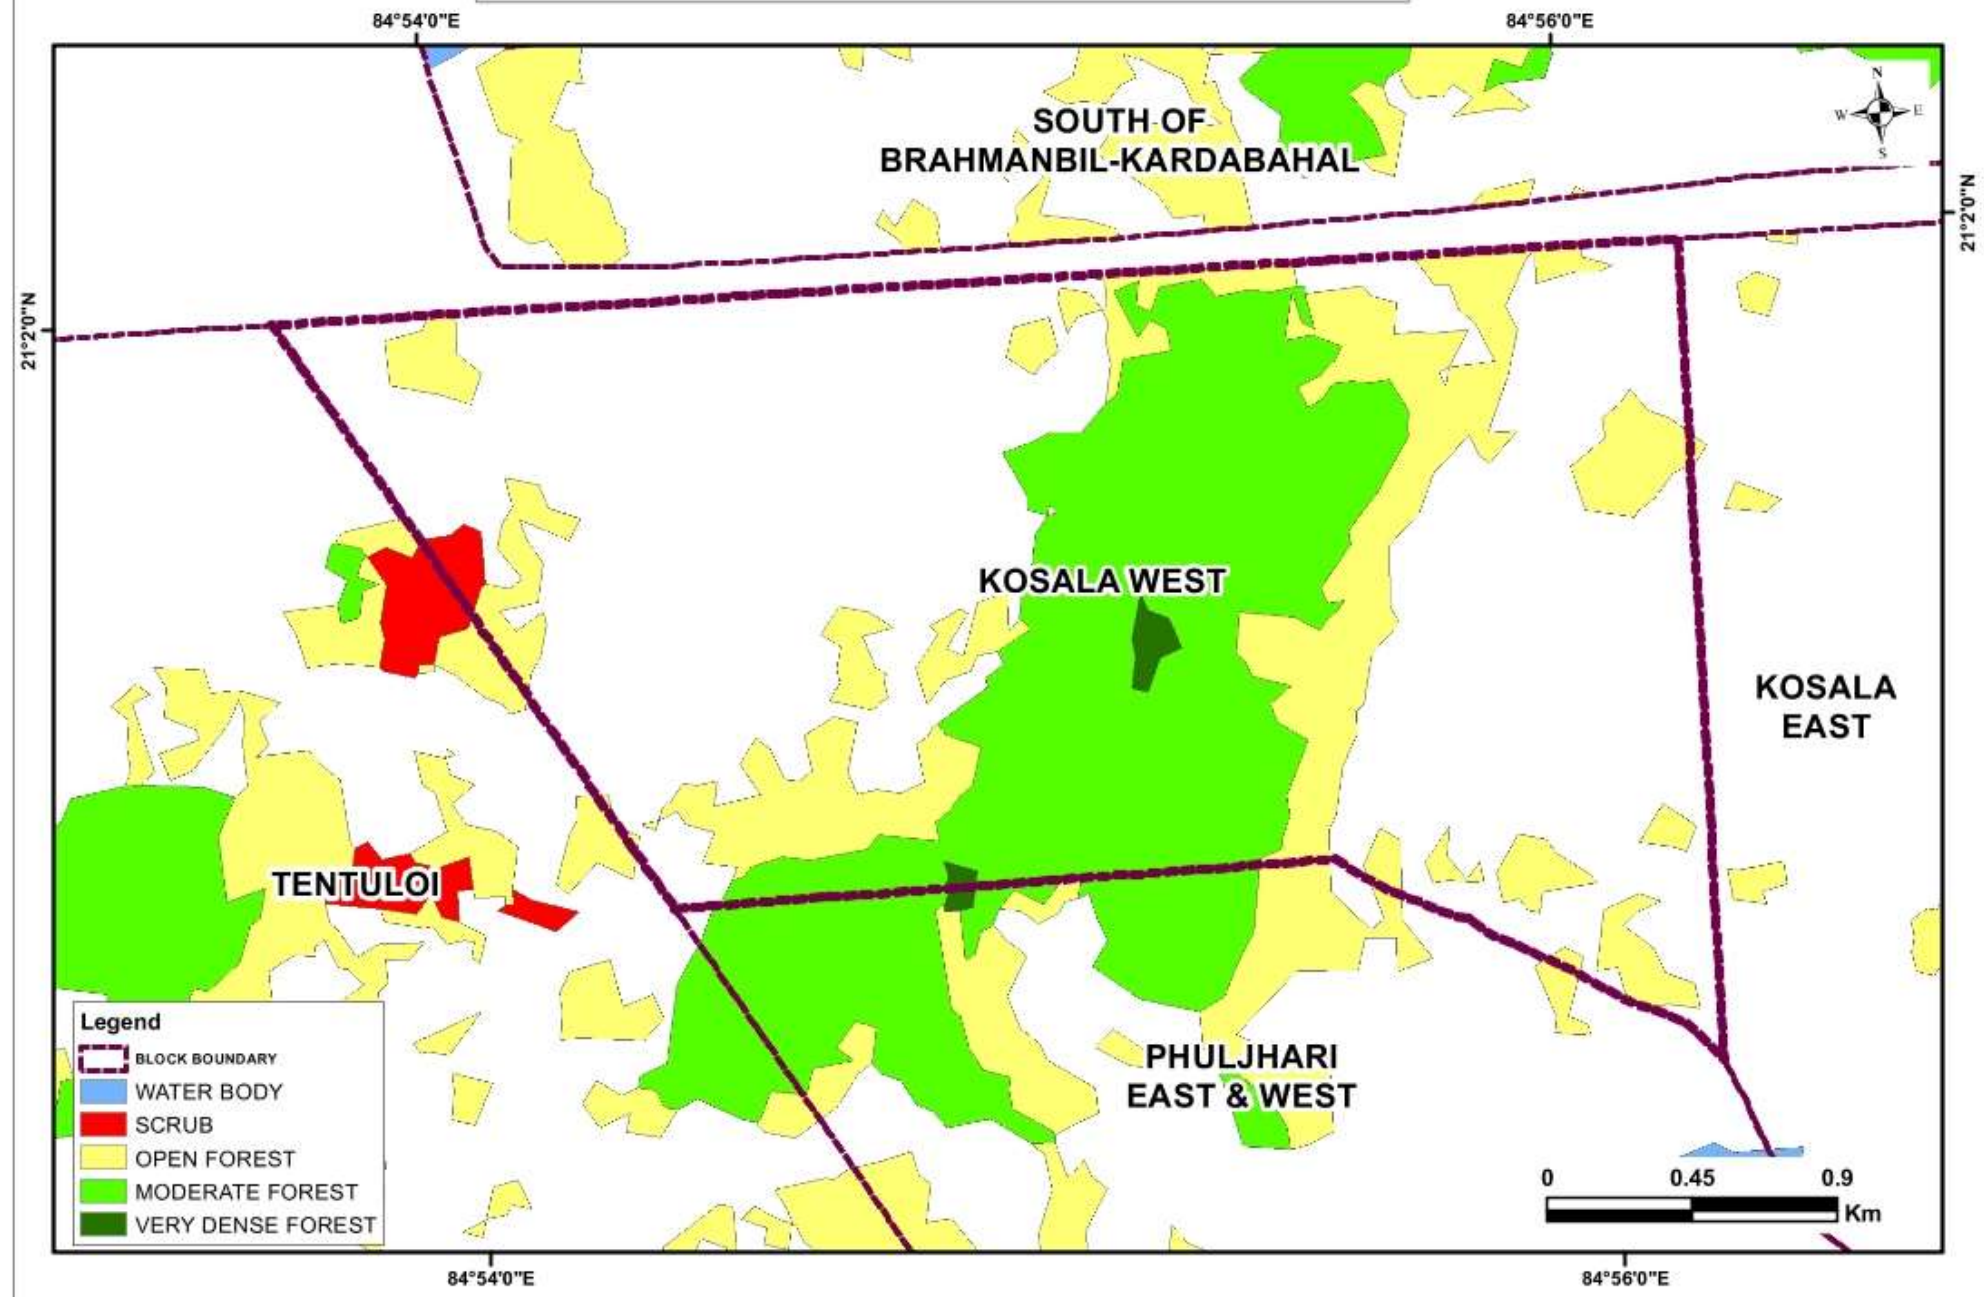 84°54'0"E
84°56'0"E
N
W
E
S
SOUTH OF
BRAHMANBIL-KARDABAHAL
21°2'0"N
21°2'0"N
KOSALA WEST
KOSALA
EAST
TENTULOI
PHULJHARI
EAST & WEST
Legend
BLOCK BOUNDARY
WATER BODY
SCRUB
OPEN FOREST
MODERATE FOREST
VERY DENSE FOREST
0 0.45 0.9
Km
84°54'0"E
84°56'0"E